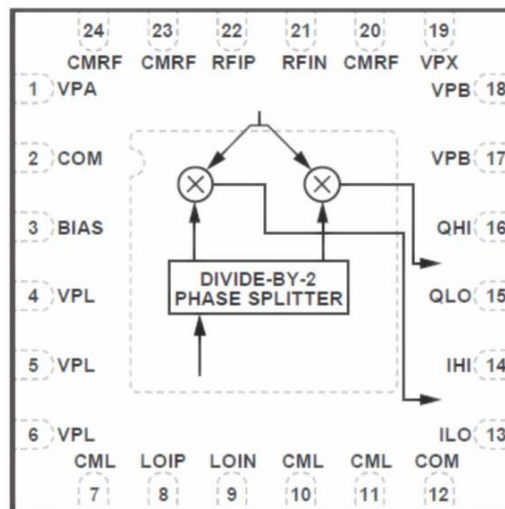 24 23 22 21 20 19
CMRF CMRF RFIP RFIN CMRF VPX
1 VPA
VPB 18
2 COM
VPB 17
3 BIAS
QHI 16
DIVIDE-BY-2
PHASE SPLITTER
4 VPL
QLO 15
5 VPL
IHI 14
6 VPL
ILO 13
CML LOIP LOIN CML CML COM
7 8 9 10 11 12